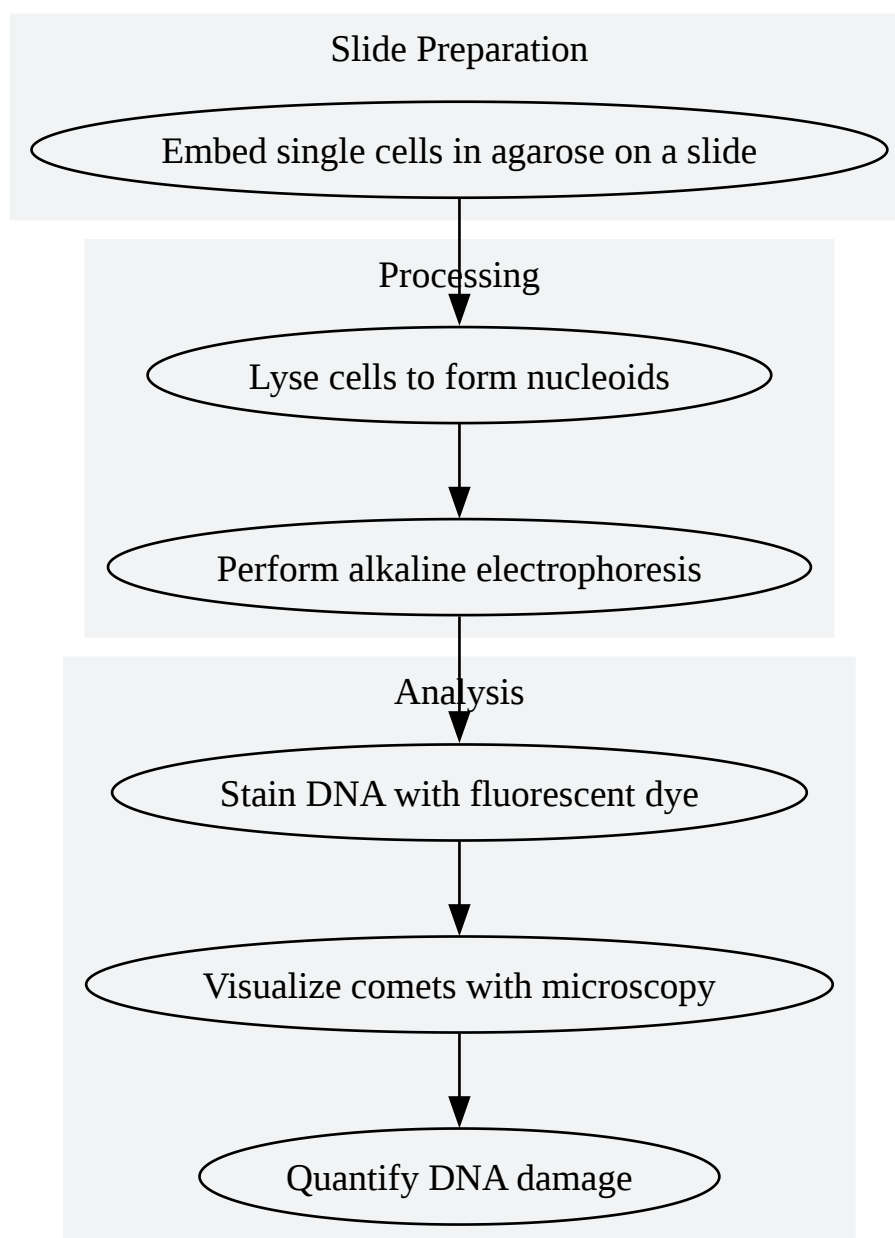 Slide Preparation
Embed single cells in agarose on a slide
Processing
Lyse cells to form nucleoids
Perform alkaline electrophoresis
Analysis
Stain DNA with fluorescent dye
Visualize comets with microscopy
Quantify DNA damage